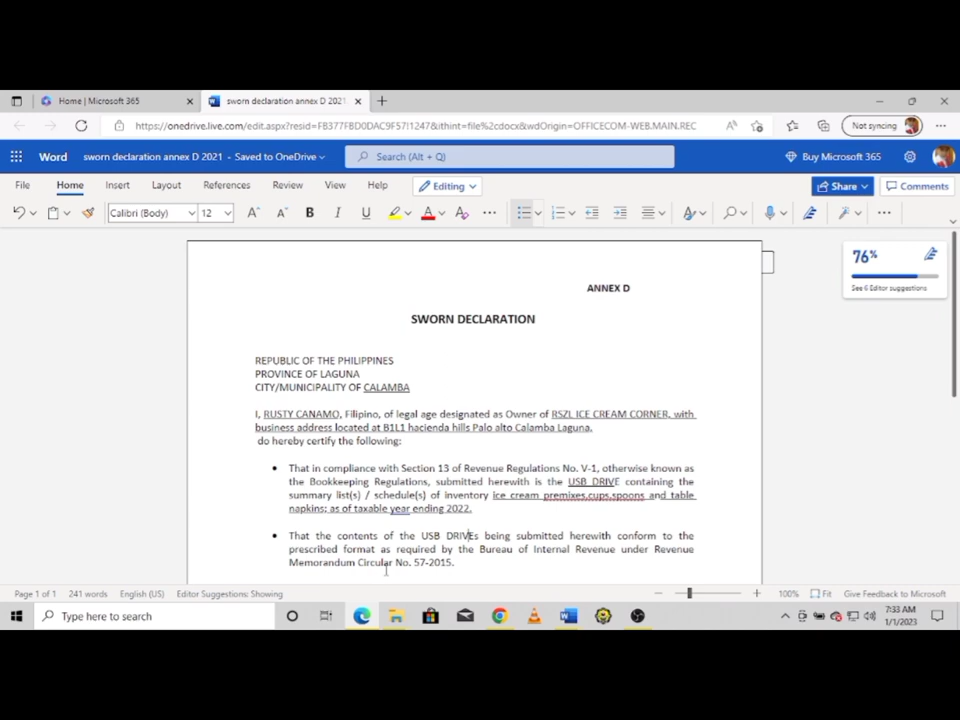 Home | Microsoft 365
sworn declaration annex D 2021
https://onedrive.live.com/edit.aspx?resid=FB377FBD0DAC9F57!1247&ithint=file%2cdocx&wdOrigin=OFFICECOM-WEB.MAIN.REC
Not syncing
Word sworn declaration annex D 2021 - Saved to OneDrive
Search (Alt + Q)
Buy Microsoft 365
File Home Insert Layout References Review View Help Editing Share Comments
Calibri (Body) 12
76%
See 6 Editor suggestions
ANNEX D
SWORN DECLARATION
REPUBLIC OF THE PHILIPPINES
PROVINCE OF LAGUNA
CITY/MUNICIPALITY OF CALAMBA
I, RUSTY CANAMO, Filipino, of legal age designated as Owner of RSZL ICE CREAM CORNER, with
business address located at B1L1 hacienda hills Palo alto Calamba Laguna,
do hereby certify the following:
• That in compliance with Section 13 of Revenue Regulations No. V-1, otherwise known as
the Bookkeeping Regulations, submitted herewith is the USB DRIVE containing the
summary list(s) / schedule(s) of inventory ice cream premixes,cups,spoons and table
napkins; as of taxable year ending 2022.
• That the contents of the USB DRIVEs being submitted herewith conform to the
prescribed format as required by the Bureau of Internal Revenue under Revenue
Memorandum Circular No. 57-2015.
Page 1 of 1 241 words English (US) Editor Suggestions: Showing
100% Fit Give Feedback to Microsoft
Type here to search
7:33 AM
1/1/2023